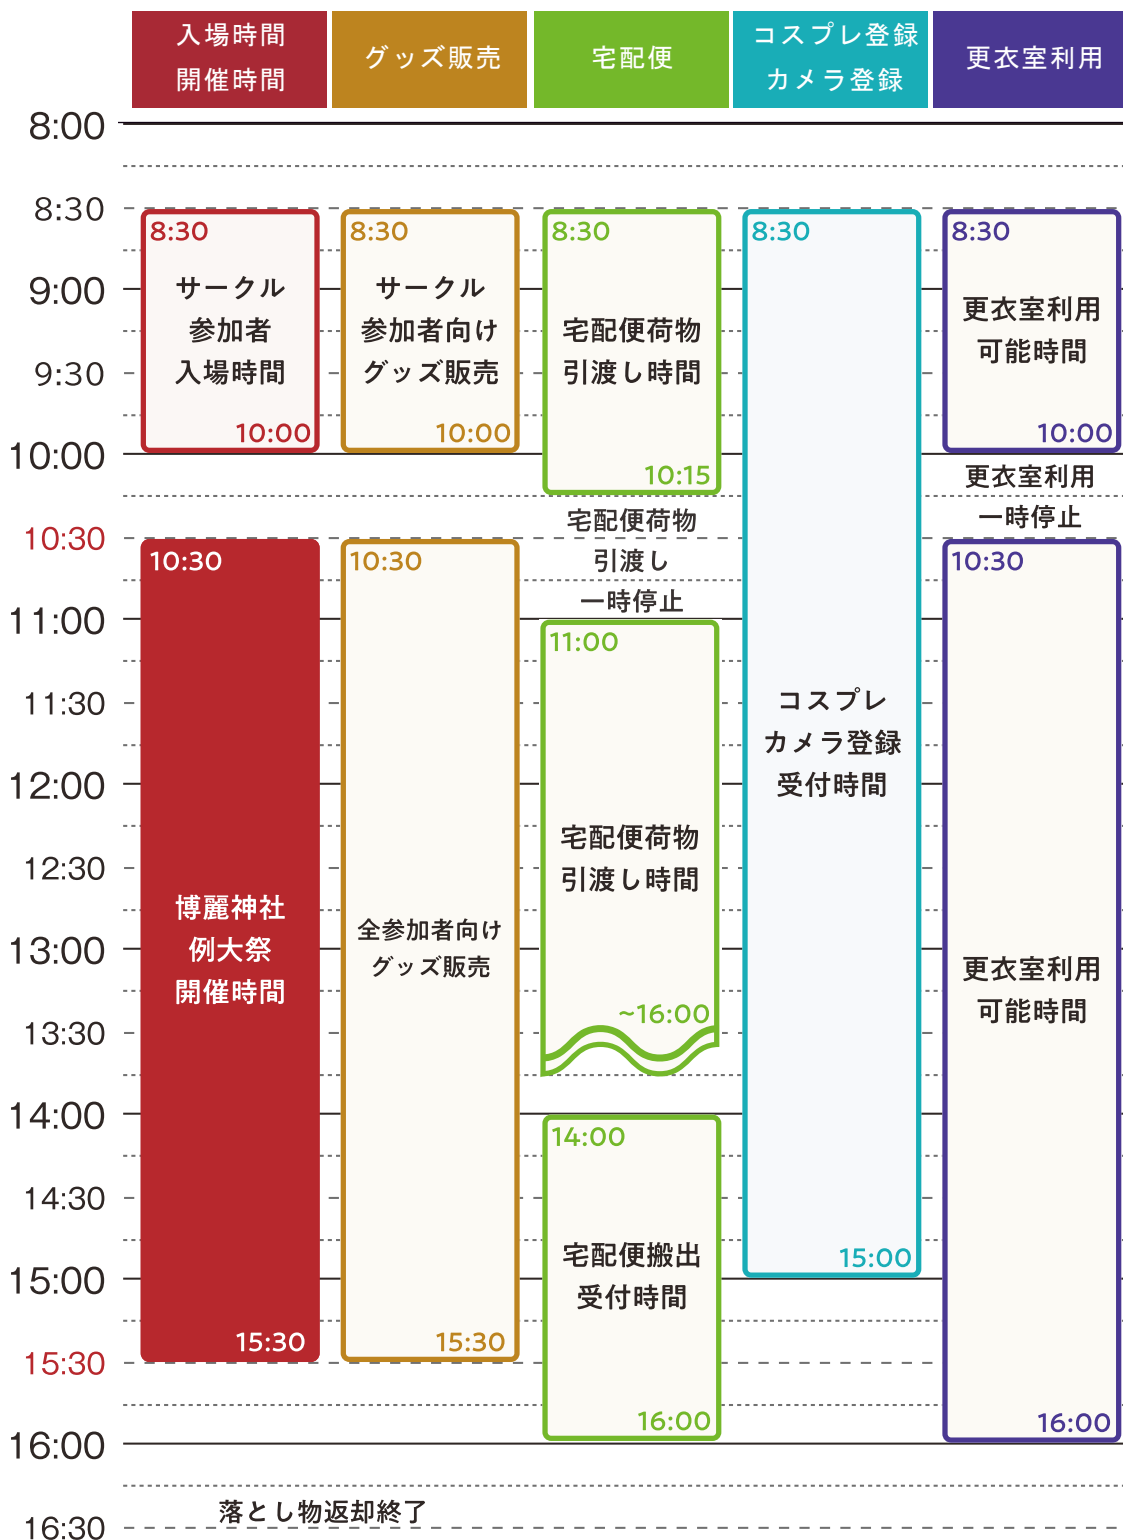 入場時間
開催時間
グッズ販売
宅配便
コスプレ登録
カメラ登録
更衣室利用
8:00
8:30
9:00
9:30
10:00
10:30
11:00
11:30
12:00
12:30
13:00
13:30
14:00
14:30
15:00
15:30
16:00
16:30
8:30
サークル
参加者
入場時間
10:00
10:30
博麗神社
例大祭
開催時間
15:30
8:30
サークル
参加者向け
グッズ販売
10:00
10:30
全参加者向け
グッズ販売
15:30
8:30
宅配便荷物
引渡し時間
10:15
宅配便荷物
引渡し
一時停止
11:00
宅配便荷物
引渡し時間
~16:00
14:00
宅配便搬出
受付時間
16:00
8:30
コスプレ
カメラ登録
受付時間
15:00
8:30
更衣室利用
可能時間
10:00
更衣室利用
一時停止
10:30
更衣室利用
可能時間
16:00
落とし物返却終了